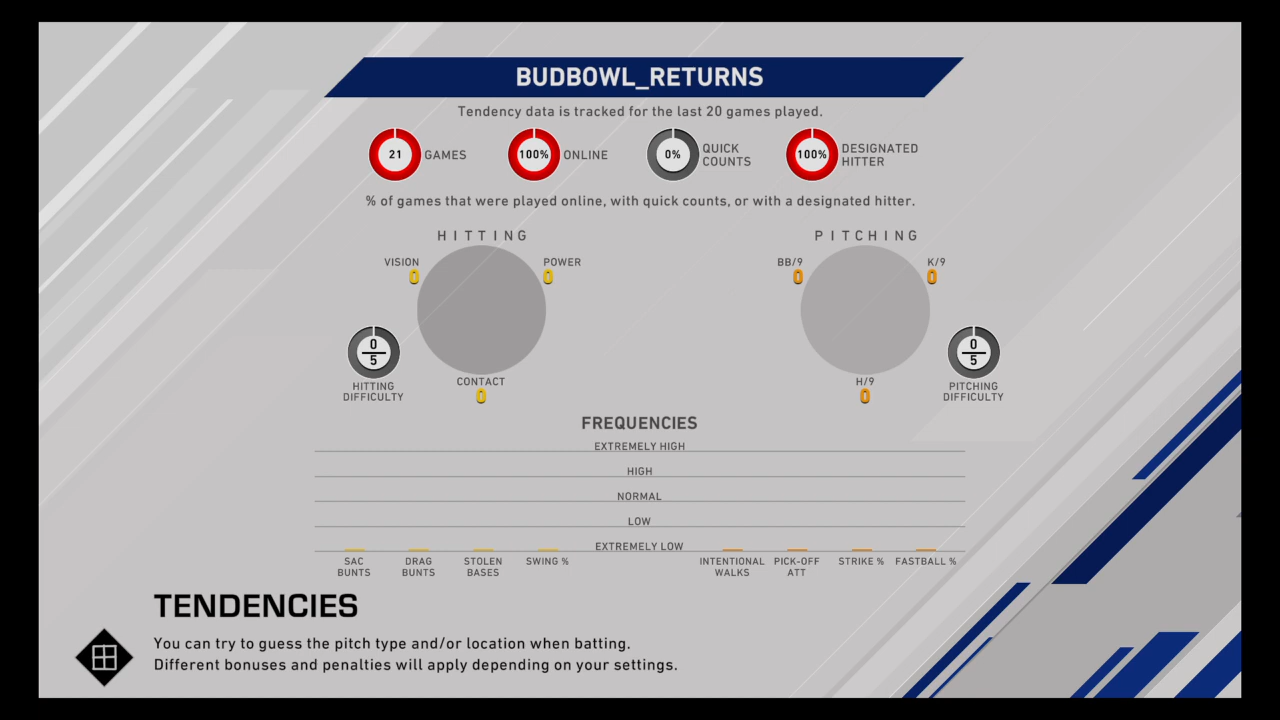 BUDBOWL_RETURNS
Tendency data is tracked for the last 20 games played.
21 GAMES
100% ONLINE
0% QUICK COUNTS
100% DESIGNATED HITTER
% of games that were played online, with quick counts, or with a designated hitter.
HITTING
VISION
0
POWER
0
0
5
HITTING
DIFFICULTY
CONTACT
0
PITCHING
BB/9
0
K/9
0
H/9
0
0
5
PITCHING
DIFFICULTY
FREQUENCIES
EXTREMELY HIGH
HIGH
NORMAL
LOW
EXTREMELY LOW
SAC
BUNTS
DRAG
BUNTS
STOLEN
BASES
SWING %
INTENTIONAL
WALKS
PICK-OFF
ATT
STRIKE %
FASTBALL %
TENDENCIES
You can try to guess the pitch type and/or location when batting.
Different bonuses and penalties will apply depending on your settings.